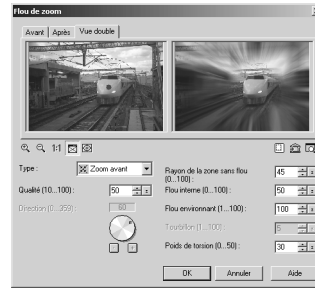 Flou de zoom
Avant Après Vue double
1:1
Type : Zoom avant
Qualité (10...100) : 50
Direction (0...359) : 60
Rayon de la zone sans flou (0...100) : 45
Flou interne (0...100) : 50
Flou environnant (1...100) : 100
Tourbillon (1...100) : 5
Poids de torsion (0...50) : 30
OK Annuler Aide